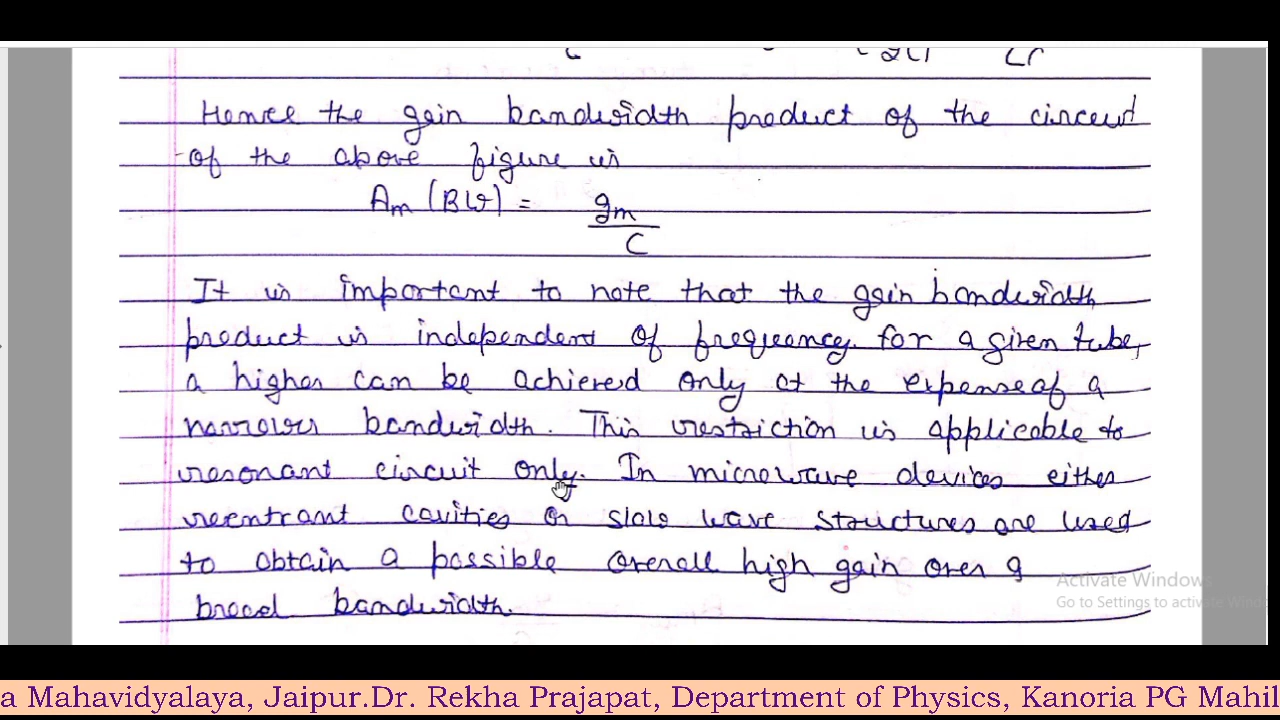 Hence the gain bandwidth product of the circuit
of the above figure is
Am (BW) = gm
C
It is important to note that the gain bandwidth
product is independent of frequency. for a given tube,
a higher can be achieved only at the expense of a
narrower bandwidth. This restriction is applicable to
resonant circuit only. In microwave devices either
reentrant cavities or slow wave structures are used
to obtain a possible overall high gain over a
broad bandwidth.
Activate Windows
Go to Settings to activate Windows
a Mahavidyalaya, Jaipur.Dr. Rekha Prajapat, Department of Physics, Kanoria PG Mahil